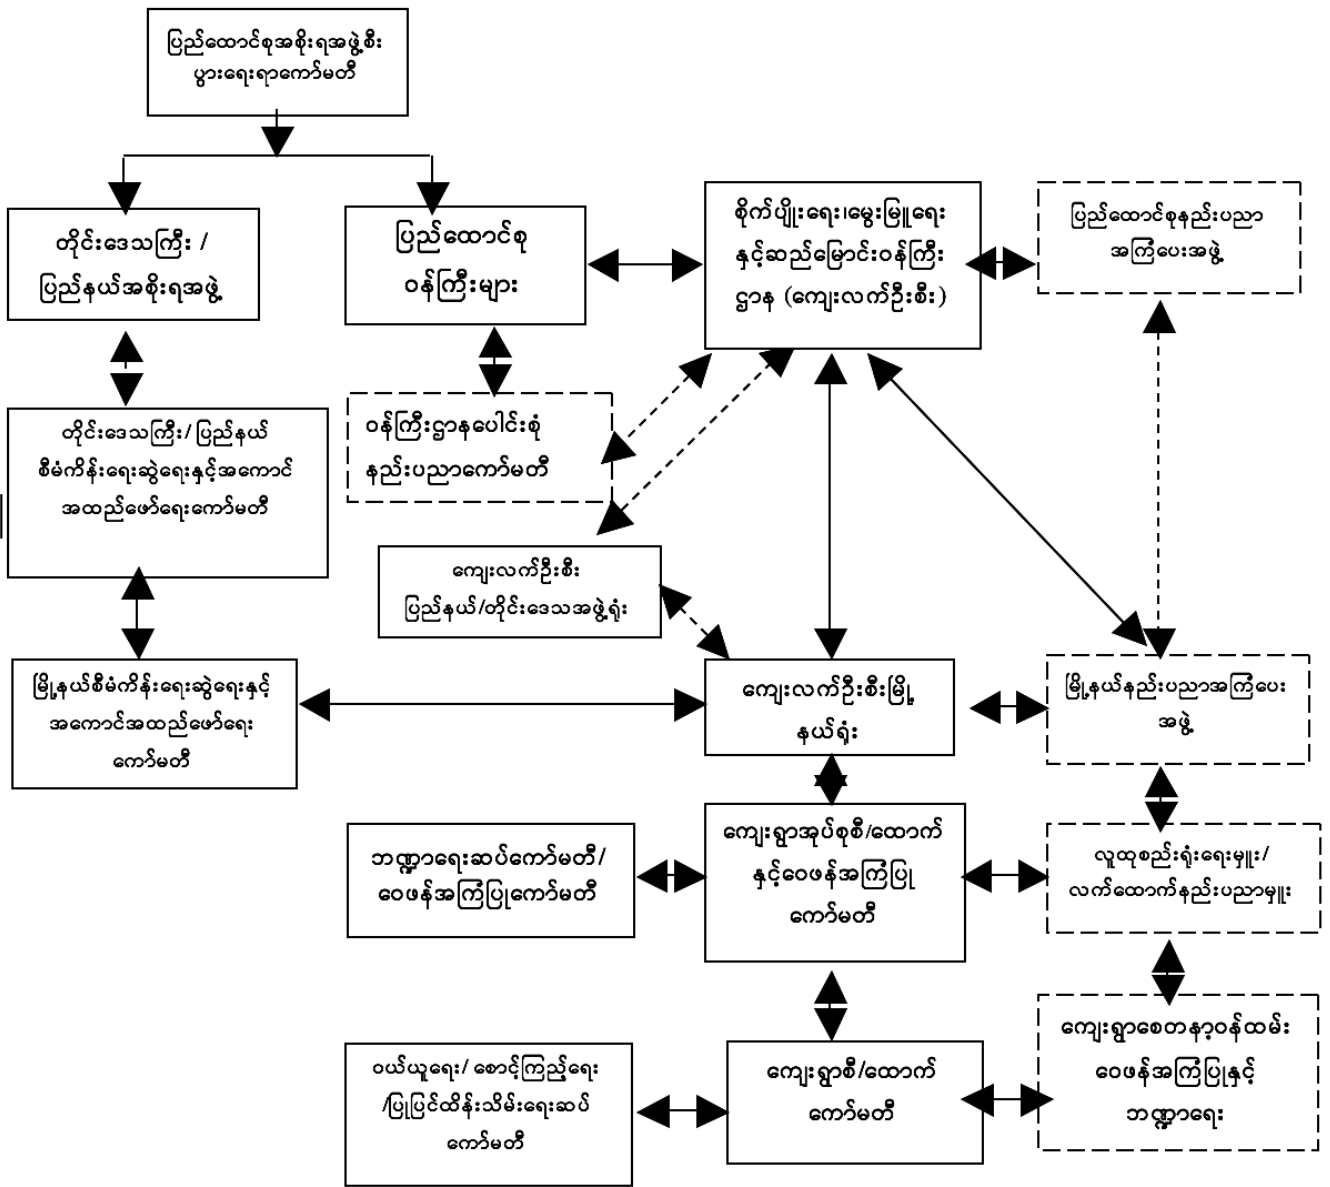 ပြည်ထောင်စုအစိုးရအဖွဲ့စီး
ပွားရေးရာကော်မတီ
တိုင်းဒေသကြီး /
ပြည်နယ်အစိုးရအဖွဲ့
ပြည်ထောင်စု
ဝန်ကြီးများ
စိုက်ပျိုးရေး၊မွေးမြူရေး
နှင့်ဆည်မြောင်းဝန်ကြီး
ဌာန (ကျေးလက်ဦးစီး)
ပြည်ထောင်စုနည်းပညာ
အကြံပေးအဖွဲ့
တိုင်းဒေသကြီး/ ပြည်နယ်
စီမံကိန်းရေးဆွဲရေးနှင့်အကောင်
အထည်ဖော်ရေးကော်မတီ
ဝန်ကြီးဌာနပေါင်းစုံ
နည်းပညာကော်မတီ
ကျေးလက်ဦးစီး
ပြည်နယ်/တိုင်းဒေသအဖွဲ့ရုံး
မြို့နယ်စီမံကိန်းရေးဆွဲရေးနှင့်
အကောင်အထည်ဖော်ရေး
ကော်မတီ
ကျေးလက်ဦးစီးမြို့
နယ်ရုံး
မြို့နယ်နည်းပညာအကြံပေး
အဖွဲ့
ဘဏ္ဍာရေးဆပ်ကော်မတီ/
ဝေဖန်အကြံပြုကော်မတီ
ကျေးရွာအုပ်စုစီ/ထောက်
နှင့်ဝေဖန်အကြံပြု
ကော်မတီ
လူထုစည်းရုံးရေးမှူး/
လက်ထောက်နည်းပညာမှူး
ဝယ်ယူရေး/ စောင့်ကြည့်ရေး
/ပြုပြင်ထိန်းသိမ်းရေးဆပ်
ကော်မတီ
ကျေးရွာစီ/ထောက်
ကော်မတီ
ကျေးရွာစေတနာ့ဝန်ထမ်း
ဝေဖန်အကြံပြုနှင့်
ဘဏ္ဍာရေး